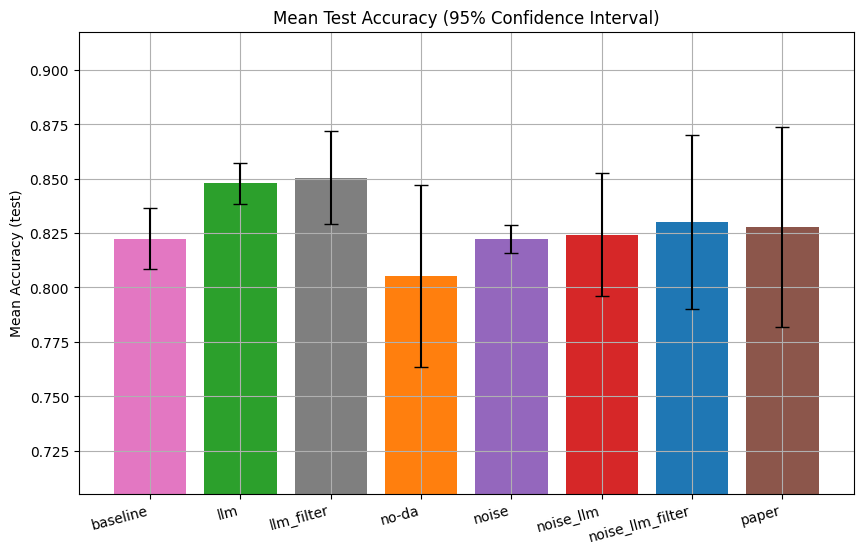 Mean Test Accuracy (95% Confidence Interval)
Mean Accuracy (test)
0.900
0.875
0.850
0.825
0.800
0.775
0.750
0.725
baseline
llm
llm_filter
no-da
noise
noise_llm
noise_llm_filter
paper